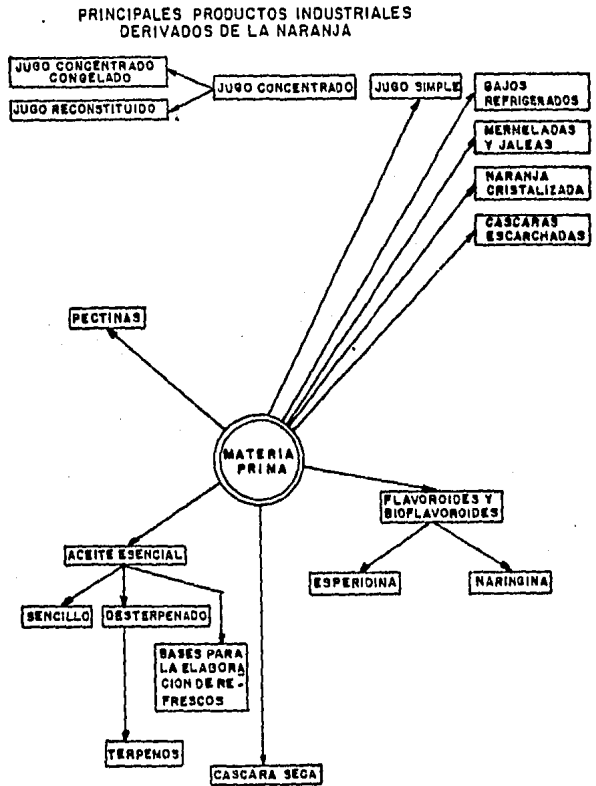 PRINCIPALES PRODUCTOS INDUSTRIALES
DERIVADOS DE LA NARANJA
JUGO CONCENTRADO
CONGELADO
JUGO RECONSTITUIDO
JUGO CONCENTRADO
JUGO SIMPLE
GAJOS
REFRIGERADOS
MERMELADAS
Y JALEAS
NARANJA
CRISTALIZADA
CASCARAS
ESCARCHADAS
PECTINAS
MATERIA
PRIMA
FLAVOROIDES Y
BIOFLAVOROIDES
ESPERIDINA
NARINGINA
ACEITE ESENCIAL
SENCILLO
DESTERPENADO
BASES PARA
LA ELABORA
CION DE RE-
FRESCOS
TERPENOS
CASCARA SECA